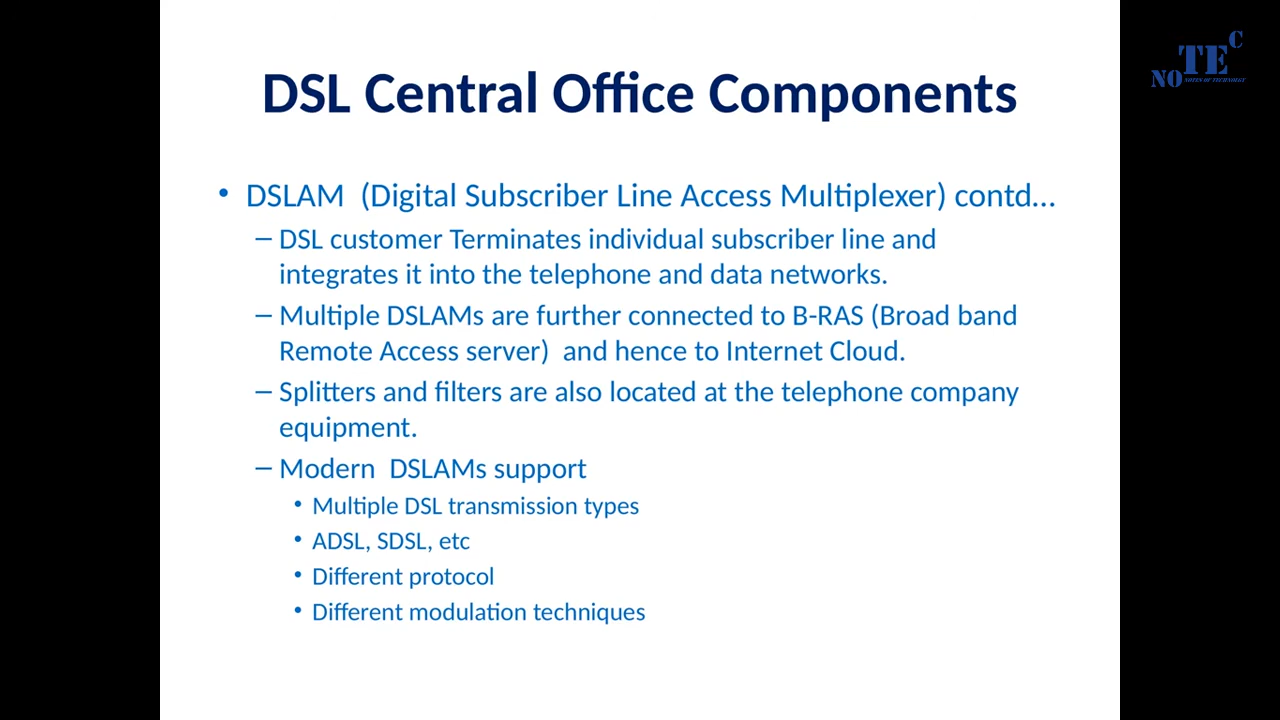 DSL Central Office Components
NOTEC
NOTES OF TECHNOLOGY
• DSLAM (Digital Subscriber Line Access Multiplexer) contd...
– DSL customer Terminates individual subscriber line and
integrates it into the telephone and data networks.
– Multiple DSLAMs are further connected to B-RAS (Broad band
Remote Access server) and hence to Internet Cloud.
– Splitters and filters are also located at the telephone company
equipment.
– Modern DSLAMs support
• Multiple DSL transmission types
• ADSL, SDSL, etc
• Different protocol
• Different modulation techniques